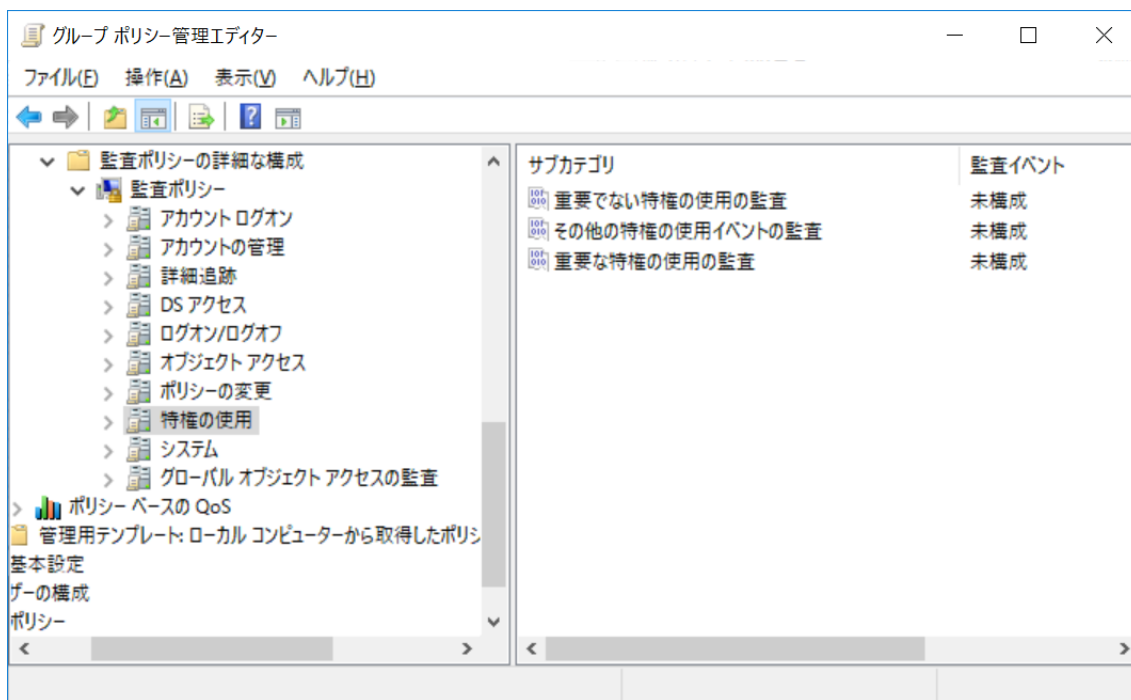 グループ ポリシー管理エディター
ファイル(F) 操作(A) 表示(V) ヘルプ(H)
監査ポリシーの詳細な構成
監査ポリシー
アカウント ログオン
アカウントの管理
詳細追跡
DS アクセス
ログオン/ログオフ
オブジェクト アクセス
ポリシーの変更
特権の使用
システム
グローバル オブジェクト アクセスの監査
ポリシー ベースの QoS
管理用テンプレート: ローカル コンピューターから取得したポリシ
基本設定
ザーの構成
ポリシー
サブカテゴリ 監査イベント
重要でない特権の使用の監査 未構成
その他の特権の使用イベントの監査 未構成
重要な特権の使用の監査 未構成